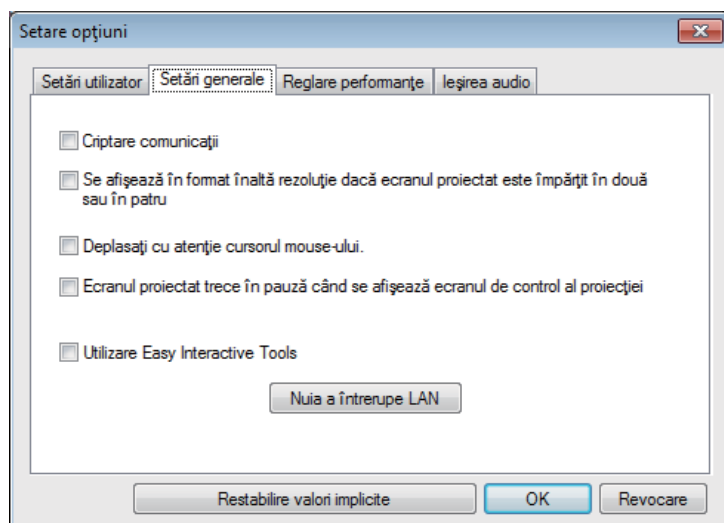 Setare opţiuni
Setări utilizator Setări generale Reglare performanţe Ieşirea audio
Criptare comunicaţii
Se afişează în format înaltă rezoluţie dacă ecranul proiectat este împărţit în două
sau în patru
Deplasaţi cu atenţie cursorul mouse-ului.
Ecranul proiectat trece în pauză când se afişează ecranul de control al proiecţiei
Utilizare Easy Interactive Tools
Nuia a întrerupe LAN
Restabilire valori implicite OK Revocare